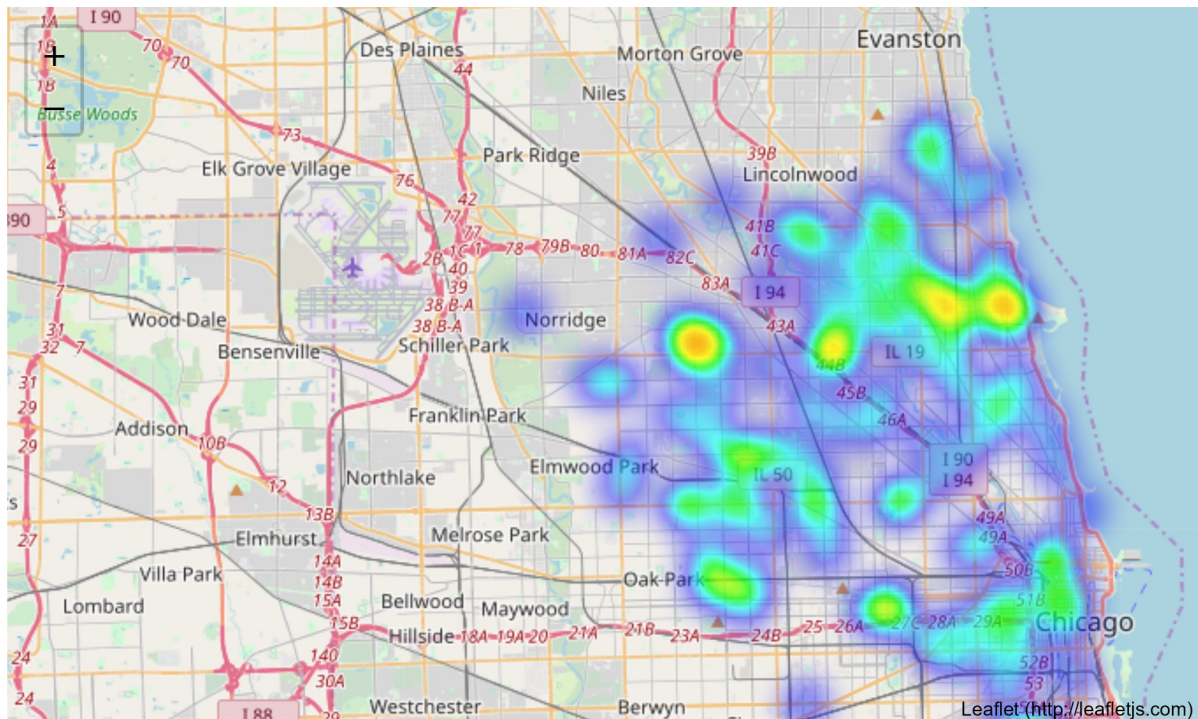 1A
I 90
Evanston
Des Plaines
Morton Grove
70
1B
+
70
44
1B
Niles
−
Busse Woods
73
39B
Park Ridge
4
Elk Grove Village
76
Lincolnwood
42
5
77
390
77
41B
2B
1C
1
78
79B
80
81A
82C
41C
40
39
83A
I 94
7
38 B-A
Wood Dale
38 B-A
Norridge
43A
31
32
7
Bensenville
Schiller Park
IL 19
44B
31
45B
29
Franklin Park
46A
29
Addison
10B
I 90
Elmwood Park
IL 50
I 94
Northlake
12
13B
49A
27
Elmhurst
Melrose Park
49A
14A
50B
Villa Park
14B
Oak Park
Lombard
15A
Bellwood
Maywood
51B
15B
Hillside
18A
19A
20
21A
21B
23A
24B
25
26A
27C
28A
29A
Chicago
24
140
52B
30A
53
24
I 88
29
Westchester
Berwyn
Leaflet (http://leafletjs.com)